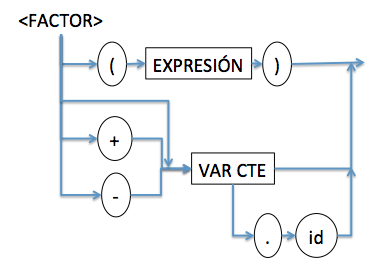 <FACTOR>
( EXPRESIÓN )
+
VAR CTE
-
. id